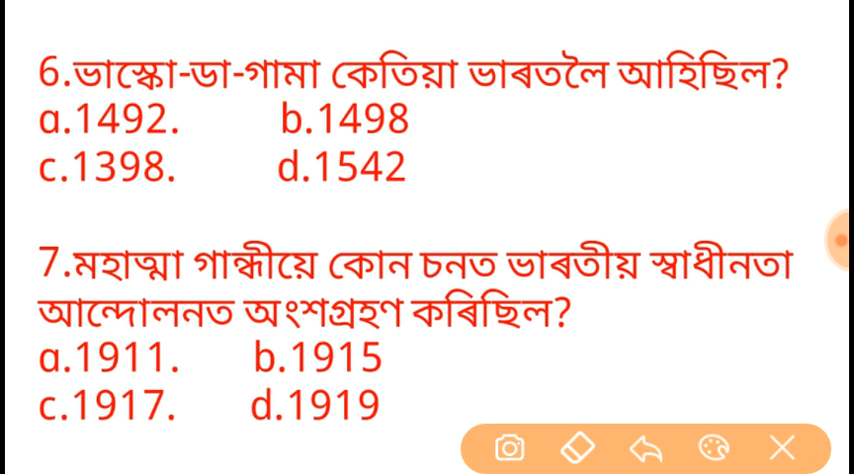 6.ভাস্কো-ডা-গামা কেতিয়া ভাৰতলৈ আহিছিল?
a.1492. b.1498
c.1398. d.1542
7.মহাত্মা গান্ধীয়ে কোন চনত ভাৰতীয় স্বাধীনতা
আন্দোলনত অংশগ্ৰহণ কৰিছিল?
a.1911. b.1915
c.1917. d.1919